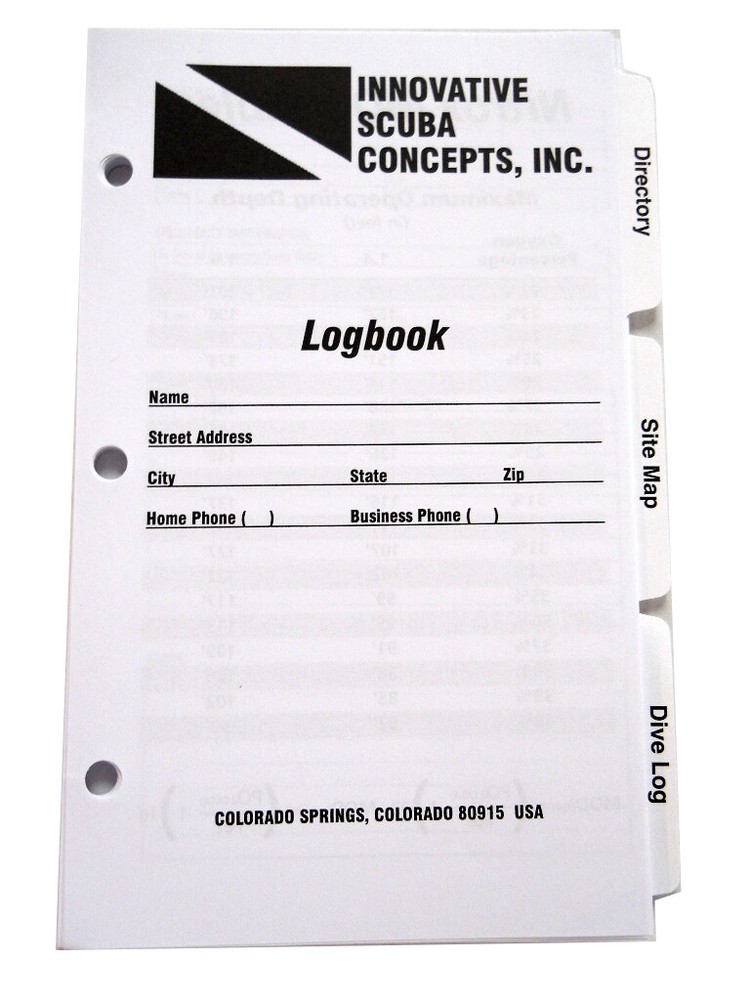 INNOVATIVE
SCUBA
CONCEPTS, INC.
Logbook
Name
Street Address
City State Zip
Home Phone ( ) Business Phone ( )
COLORADO SPRINGS, COLORADO 80915 USA
Directory
Site Map
Dive Log